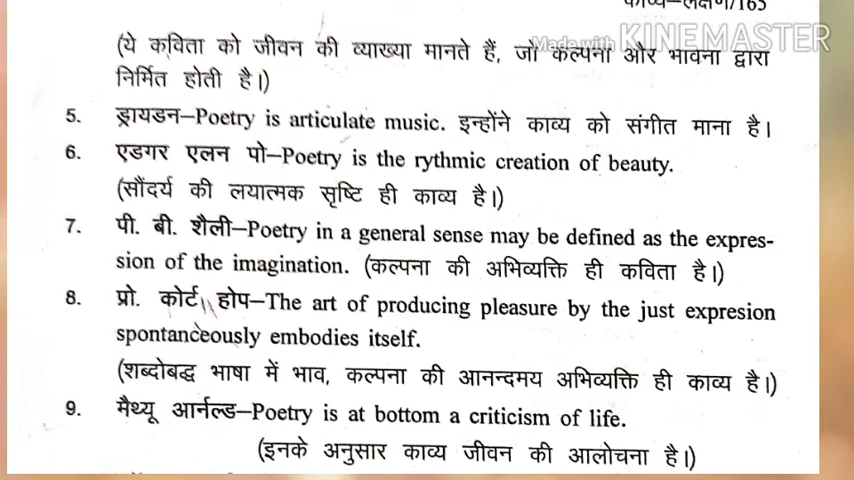 काव्य-लक्षण/165
Made with KINEMASTER
(ये कविता को जीवन की व्याख्या मानते हैं, जो कल्पना और भावना द्वारा
निर्मित होती है।)
5. ड्रायडन–Poetry is articulate music. इन्होंने काव्य को संगीत माना है।
6. एडगर एलन पो–Poetry is the rythmic creation of beauty.
(सौंदर्य की लयात्मक सृष्टि ही काव्य है।)
7. पी. बी. शैली–Poetry in a general sense may be defined as the expres-
sion of the imagination. (कल्पना की अभिव्यक्ति ही कविता है।)
8. प्रो. कोर्ट होप–The art of producing pleasure by the just expresion
spontanceously embodies itself.
(शब्दोबद्ध भाषा में भाव, कल्पना की आनन्दमय अभिव्यक्ति ही काव्य है।)
9. मैथ्यू आर्नल्ड–Poetry is at bottom a criticism of life.
(इनके अनुसार काव्य जीवन की आलोचना है।)